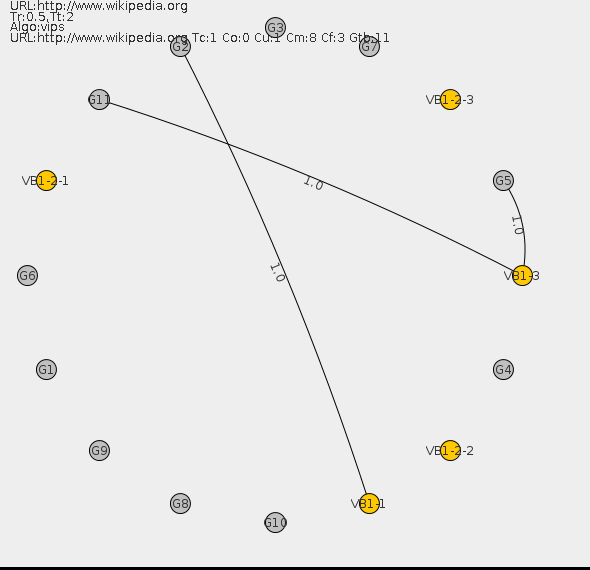 URL:http://www.wikipedia.org
Tr:0.5,Tt:2
Algo:vips
URL:http://www.wikipedia.org Tc:1 Co:0 Cu:1 Cm:8 Cf:3 Gtb:11
G3
G2
G7
G11
VB1-2-3
VB1-2-1
1.0
G5
1.0
G6
1.0
VB1-3
G1
G4
G9
VB1-2-2
G8
VB1-1
G10